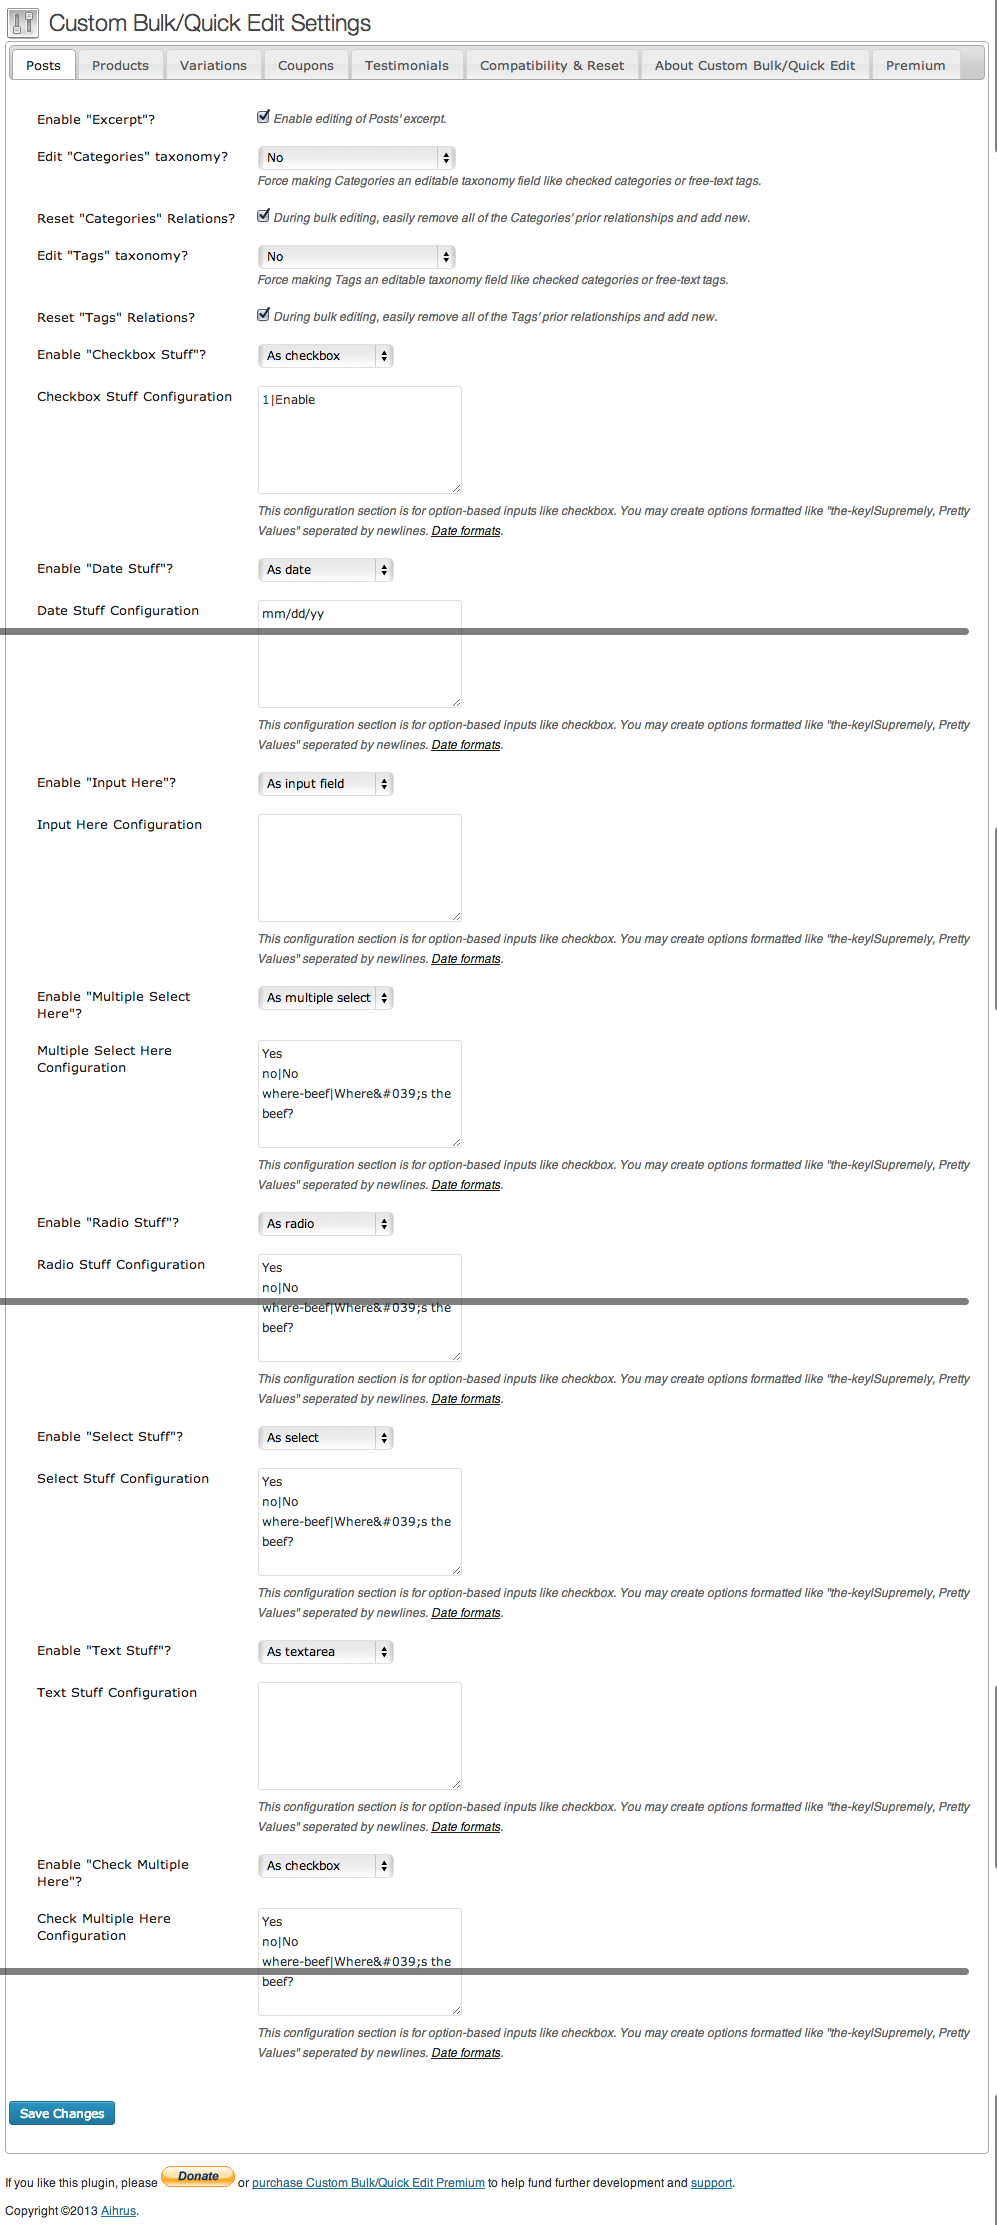 Custom Bulk/Quick Edit Settings
Posts Products Variations Coupons Testimonials Compatibility & Reset About Custom Bulk/Quick Edit Premium
Enable "Excerpt"? Enable editing of Posts' excerpt.
Edit "Categories" taxonomy? No
Force making Categories an editable taxonomy field like checked categories or free-text tags.
Reset "Categories" Relations? During bulk editing, easily remove all of the Categories' prior relationships and add new.
Edit "Tags" taxonomy? No
Force making Tags an editable taxonomy field like checked categories or free-text tags.
Reset "Tags" Relations? During bulk editing, easily remove all of the Tags' prior relationships and add new.
Enable "Checkbox Stuff"? As checkbox
Checkbox Stuff Configuration 1|Enable
This configuration section is for option-based inputs like checkbox. You may create options formatted like "the-key|Supremely, Pretty
Values" seperated by newlines. Date formats.
Enable "Date Stuff"? As date
Date Stuff Configuration mm/dd/yy
This configuration section is for option-based inputs like checkbox. You may create options formatted like "the-key|Supremely, Pretty
Values" seperated by newlines. Date formats.
Enable "Input Here"? As input field
Input Here Configuration
This configuration section is for option-based inputs like checkbox. You may create options formatted like "the-key|Supremely, Pretty
Values" seperated by newlines. Date formats.
Enable "Multiple Select
Here"?
As multiple select
Multiple Select Here
Configuration
Yes
no|No
where-beef|Where&#039;s the
beef?
This configuration section is for option-based inputs like checkbox. You may create options formatted like "the-key|Supremely, Pretty
Values" seperated by newlines. Date formats.
Enable "Radio Stuff"? As radio
Radio Stuff Configuration Yes
no|No
where-beef|Where&#039;s the
beef?
This configuration section is for option-based inputs like checkbox. You may create options formatted like "the-key|Supremely, Pretty
Values" seperated by newlines. Date formats.
Enable "Select Stuff"? As select
Select Stuff Configuration Yes
no|No
where-beef|Where&#039;s the
beef?
This configuration section is for option-based inputs like checkbox. You may create options formatted like "the-key|Supremely, Pretty
Values" seperated by newlines. Date formats.
Enable "Text Stuff"? As textarea
Text Stuff Configuration
This configuration section is for option-based inputs like checkbox. You may create options formatted like "the-key|Supremely, Pretty
Values" seperated by newlines. Date formats.
Enable "Check Multiple
Here"?
As checkbox
Check Multiple Here
Configuration
Yes
no|No
where-beef|Where&#039;s the
beef?
This configuration section is for option-based inputs like checkbox. You may create options formatted like "the-key|Supremely, Pretty
Values" seperated by newlines. Date formats.
Save Changes
If you like this plugin, please Donate or purchase Custom Bulk/Quick Edit Premium to help fund further development and support.
Copyright ©2013 Aihrus.